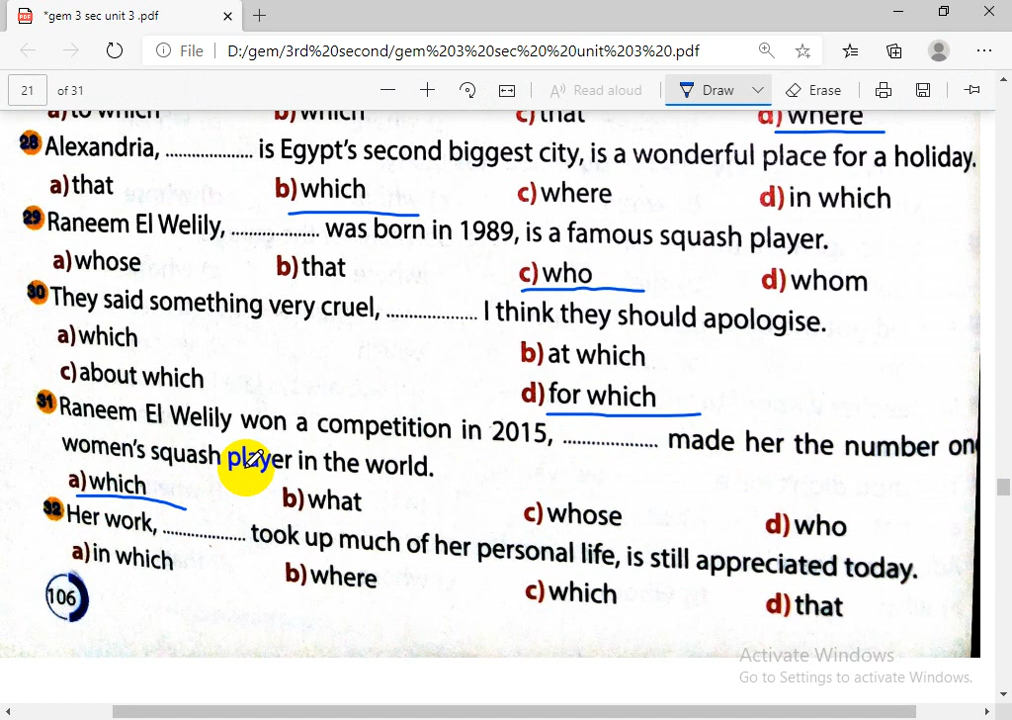 *gem 3 sec unit 3 .pdf
File D:/gem/3rd%20second/gem%203%20sec%20%20unit%203%20.pdf
21 of 31 Read aloud Draw Erase
a) to which b) which c) that d) where
28 Alexandria, .................. is Egypt's second biggest city, is a wonderful place for a holiday.
a) that b) which c) where d) in which
29 Raneem El Welily, .................. was born in 1989, is a famous squash player.
a) whose b) that c) who d) whom
30 They said something very cruel, .................. I think they should apologise.
a) which b) at which
c) about which d) for which
31 Raneem El Welily won a competition in 2015, .................. made her the number on
women's squash player in the world.
a) which b) what c) whose d) who
32 Her work, .................. took up much of her personal life, is still appreciated today.
a) in which b) where c) which d) that
106
Activate Windows
Go to Settings to activate Windows.